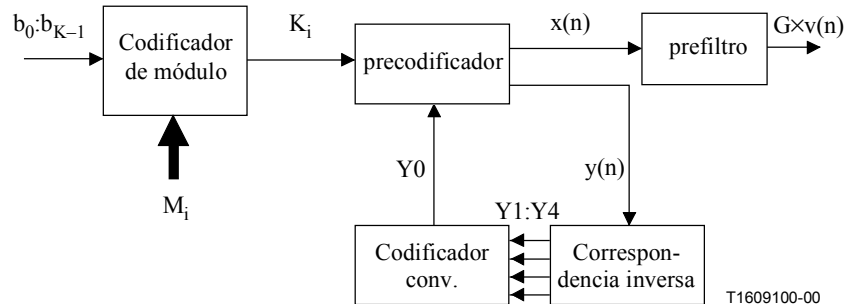 b0:bK–1
Codificador
de módulo
Ki
precodificador
x(n)
prefiltro
G×v(n)
Mi
Y0
y(n)
Y1:Y4
Codificador
conv.
Correspon-
dencia inversa
T1609100-00